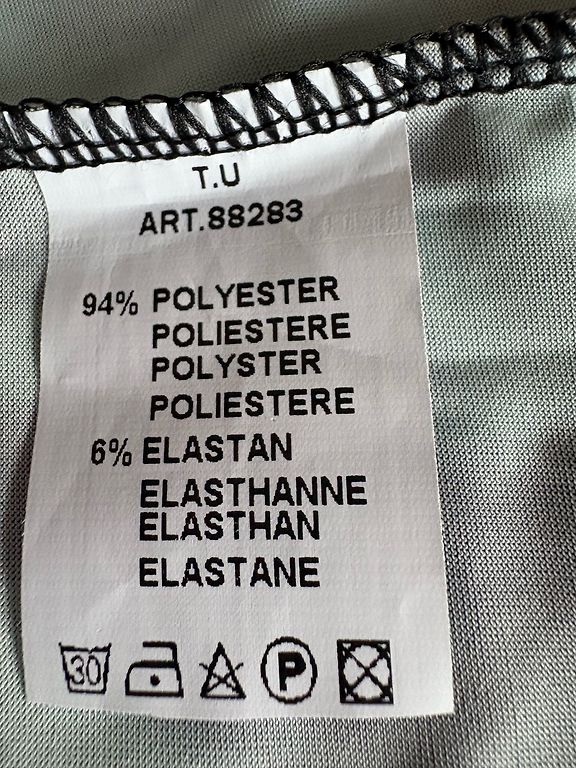 T.U
ART.88283
94% POLYESTER
POLIESTERE
POLYSTER
POLIESTERE
6% ELASTAN
ELASTHANNE
ELASTHAN
ELASTANE
30 P